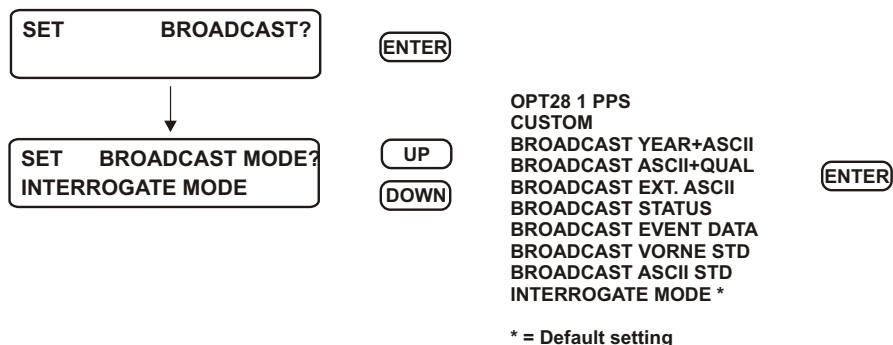 SET BROADCAST?
ENTER
SET BROADCAST MODE?
INTERROGATE MODE
UP
DOWN
OPT28 1 PPS
CUSTOM
BROADCAST YEAR+ASCII
BROADCAST ASCII+QUAL
BROADCAST EXT. ASCII
BROADCAST STATUS
BROADCAST EVENT DATA
BROADCAST VORNE STD
BROADCAST ASCII STD
INTERROGATE MODE *
* = Default setting
ENTER